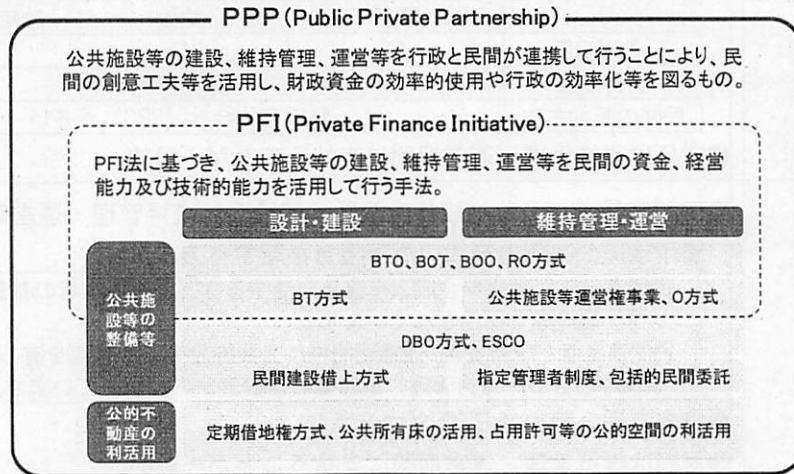 PPP(Public Private Partnership)
公共施設等の建設、維持管理、運営等を行政と民間が連携して行うことにより、民
間の創意工夫等を活用し、財政資金の効率的使用や行政の効率化等を図るもの。
PFI(Private Finance Initiative)
PFI法に基づき、公共施設等の建設、維持管理、運営等を民間の資金、経営
能力及び技術的能力を活用して行う手法。
設計・建設
維持管理・運営
公共施
設等の
整備等
BTO、BOT、BOO、RO方式
BT方式
公共施設等運営権事業、O方式
DBO方式、ESCO
民間建設借上方式
指定管理者制度、包括的民間委託
公的不
動産の
利活用
定期借地権方式、公共所有床の活用、占用許可等の公的空間の利活用